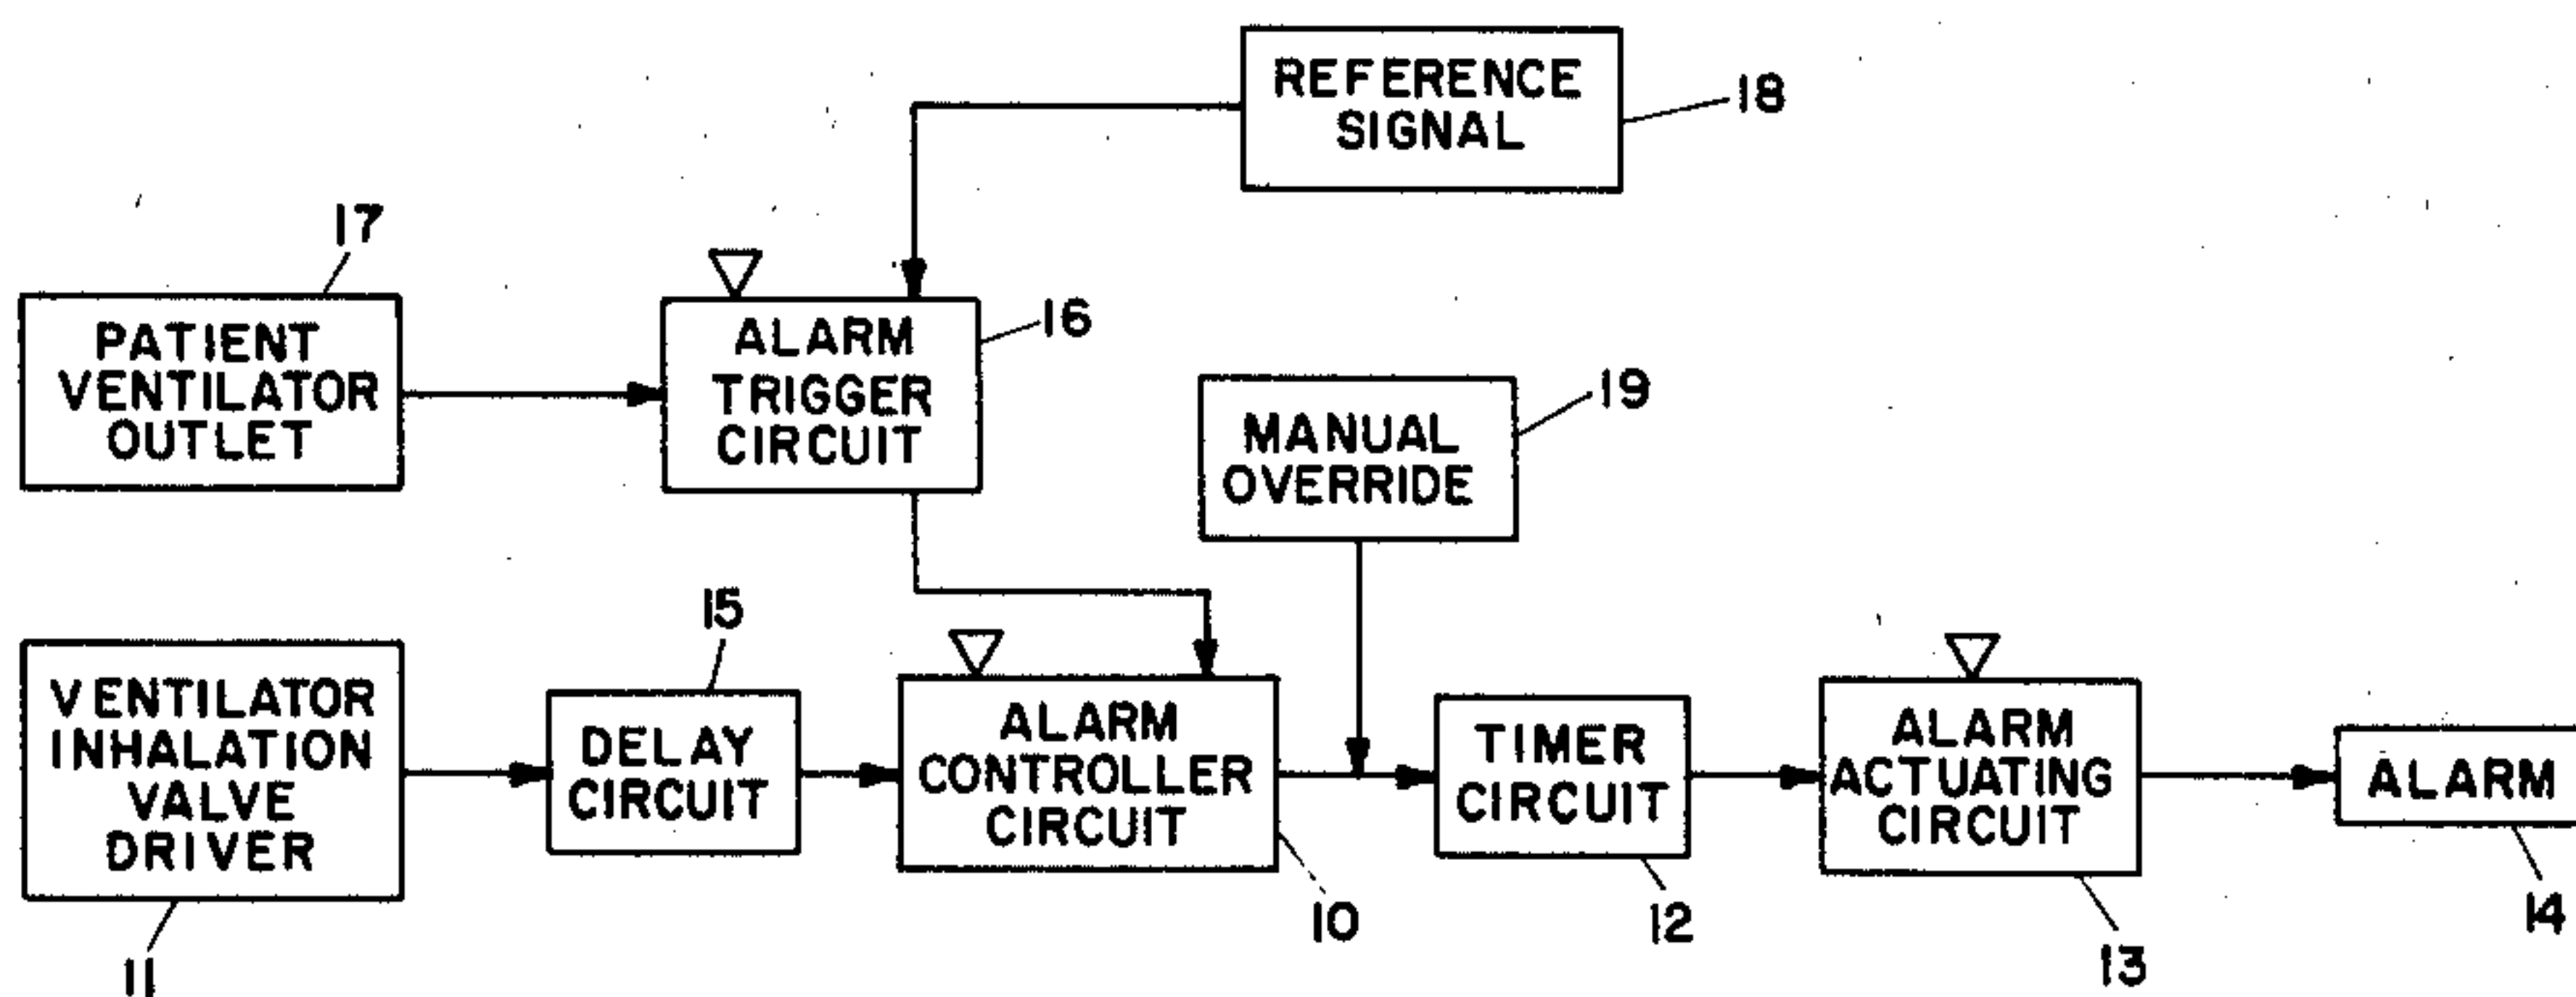 REFERENCE
SIGNAL
18
17
PATIENT
VENTILATOR
OUTLET
ALARM
TRIGGER
CIRCUIT
16
MANUAL
OVERRIDE
19
VENTILATOR
INHALATION
VALVE
DRIVER
11
15
DELAY
CIRCUIT
ALARM
CONTROLLER
CIRCUIT
10
TIMER
CIRCUIT
12
ALARM
ACTUATING
CIRCUIT
13
ALARM
14